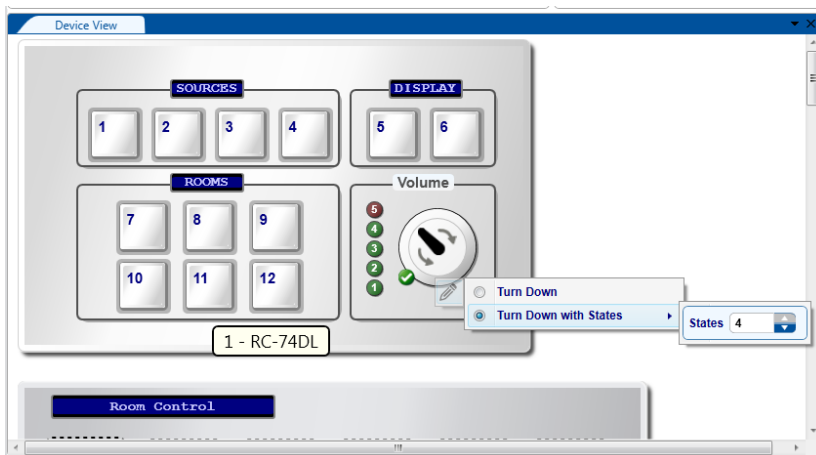 Device View
SOURCES
DISPLAY
1
2
3
4
5
6
ROOMS
Volume
7
8
9
10
11
12
5
4
3
2
1
Turn Down
Turn Down with States
States 4
1 - RC-74DL
Room Control